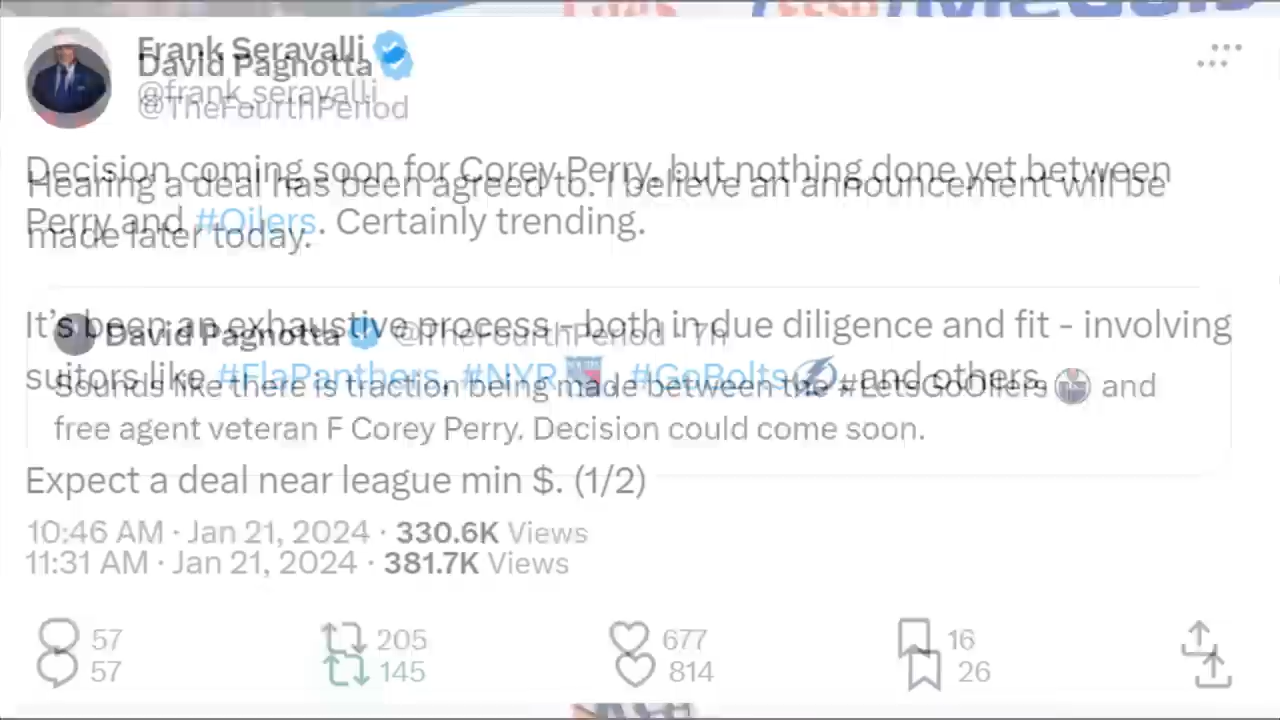 Frank Seravalli
David Pagnotta
@frank_seravalli
@TheFourthPeriod
Decision coming soon for Corey Perry, but nothing done yet between
Hearing a deal has been agreed to. I believe an announcement will be
Perry and #Oilers. Certainly trending.
made later today.
It's been an exhaustive process - both in due diligence and fit - involving
David Pagnotta @TheFourthPeriod · 7h
suitors like #FlaPanthers, #NYR, #GoBolts, and others.
Sounds like there is traction being made between the #LetsGoOilers and
free agent veteran F Corey Perry. Decision could come soon.
Expect a deal near league min $. (1/2)
10:46 AM · Jan 21, 2024 · 330.6K Views
11:31 AM · Jan 21, 2024 · 381.7K Views
57 205 677 16
57 145 814 26